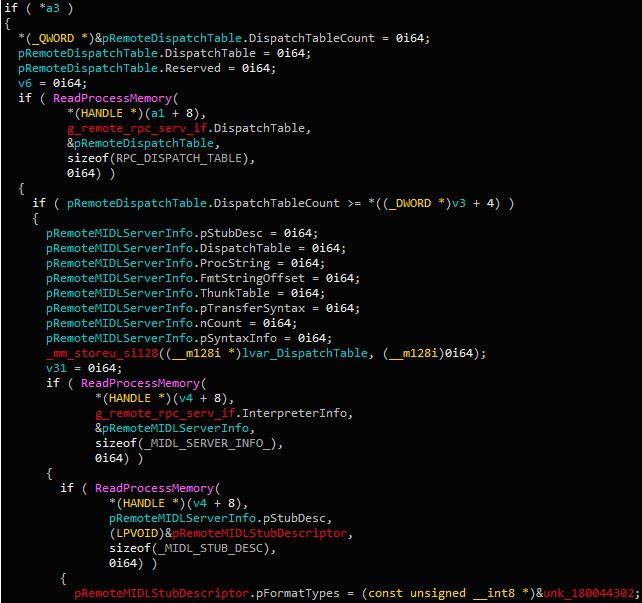 if ( *a3 )
{
*(_QWORD *)&pRemoteDispatchTable.DispatchTableCount = 0i64;
pRemoteDispatchTable.DispatchTable = 0i64;
pRemoteDispatchTable.Reserved = 0i64;
v6 = 0i64;
if ( ReadProcessMemory(
*(HANDLE *)(a1 + 8),
g_remote_rpc_serv_if.DispatchTable,
&pRemoteDispatchTable,
sizeof(RPC_DISPATCH_TABLE),
0i64) )
{
if ( pRemoteDispatchTable.DispatchTableCount >= *((_DWORD *)v3 + 4) )
{
pRemoteMIDLServerInfo.pStubDesc = 0i64;
pRemoteMIDLServerInfo.DispatchTable = 0i64;
pRemoteMIDLServerInfo.ProcString = 0i64;
pRemoteMIDLServerInfo.FmtStringOffset = 0i64;
pRemoteMIDLServerInfo.ThunkTable = 0i64;
pRemoteMIDLServerInfo.pTransferSyntax = 0i64;
pRemoteMIDLServerInfo.nCount = 0i64;
pRemoteMIDLServerInfo.pSyntaxInfo = 0i64;
_mm_storeu_si128((__m128i *)lvar_DispatchTable, (__m128i)0i64);
v31 = 0i64;
if ( ReadProcessMemory(
*(HANDLE *)(v4 + 8),
g_remote_rpc_serv_if.InterpreterInfo,
&pRemoteMIDLServerInfo,
sizeof(_MIDL_SERVER_INFO_),
0i64) )
{
if ( ReadProcessMemory(
*(HANDLE *)(v4 + 8),
pRemoteMIDLServerInfo.pStubDesc,
(LPVOID)&pRemoteMIDLStubDescriptor,
sizeof(_MIDL_STUB_DESC),
0i64) )
{
pRemoteMIDLStubDescriptor.pFormatTypes = (const unsigned __int8 *)&unk_180044302;